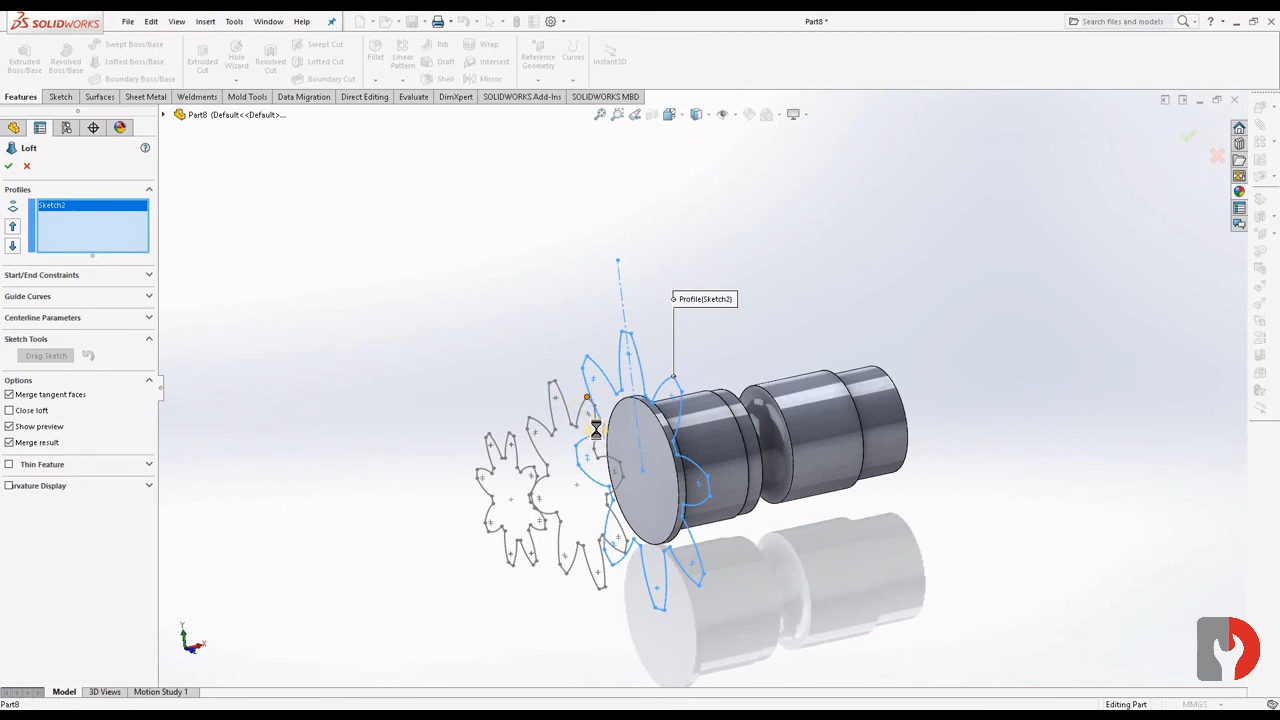 SOLIDWORKS
File Edit View Insert Tools Window Help
Part8 *
Search files and models
Extruded Boss/Base
Revolved Boss/Base
Swept Boss/Base
Lofted Boss/Base
Boundary Boss/Base
Extruded Cut
Hole Wizard
Revolved Cut
Swept Cut
Lofted Cut
Boundary Cut
Fillet
Linear Pattern
Rib
Draft
Shell
Wrap
Intersect
Mirror
Reference Geometry
Curves
Instant3D
Features Sketch Surfaces Sheet Metal Weldments Mold Tools Data Migration Direct Editing Evaluate DimXpert SOLIDWORKS Add-Ins SOLIDWORKS MBD
Part8 (Default<<Default>...
Loft
Profiles
Sketch2
Start/End Constraints
Guide Curves
Centerline Parameters
Sketch Tools
Drag Sketch
Options
Merge tangent faces
Close loft
Show preview
Merge result
Thin Feature
urvature Display
Profile(Sketch2)
Y
X
Model 3D Views Motion Study 1
Part8
Editing Part
MMGS